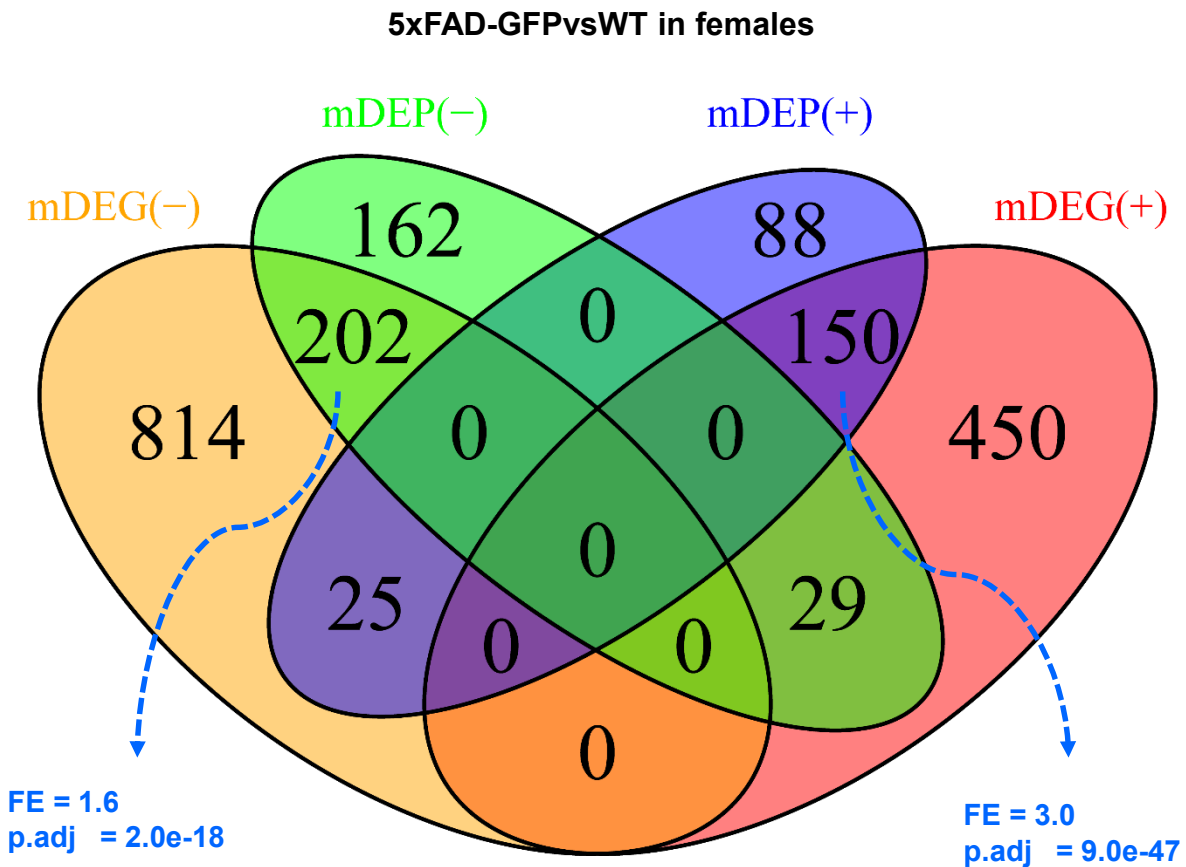 5xFAD-GFPvsWT in females
mDEP(−)
mDEP(+)
mDEG(−)
mDEG(+)
162
88
202
0
150
814
0
0
450
0
25
29
0
0
0
FE = 1.6
p.adj = 2.0e-18
FE = 3.0
p.adj = 9.0e-47